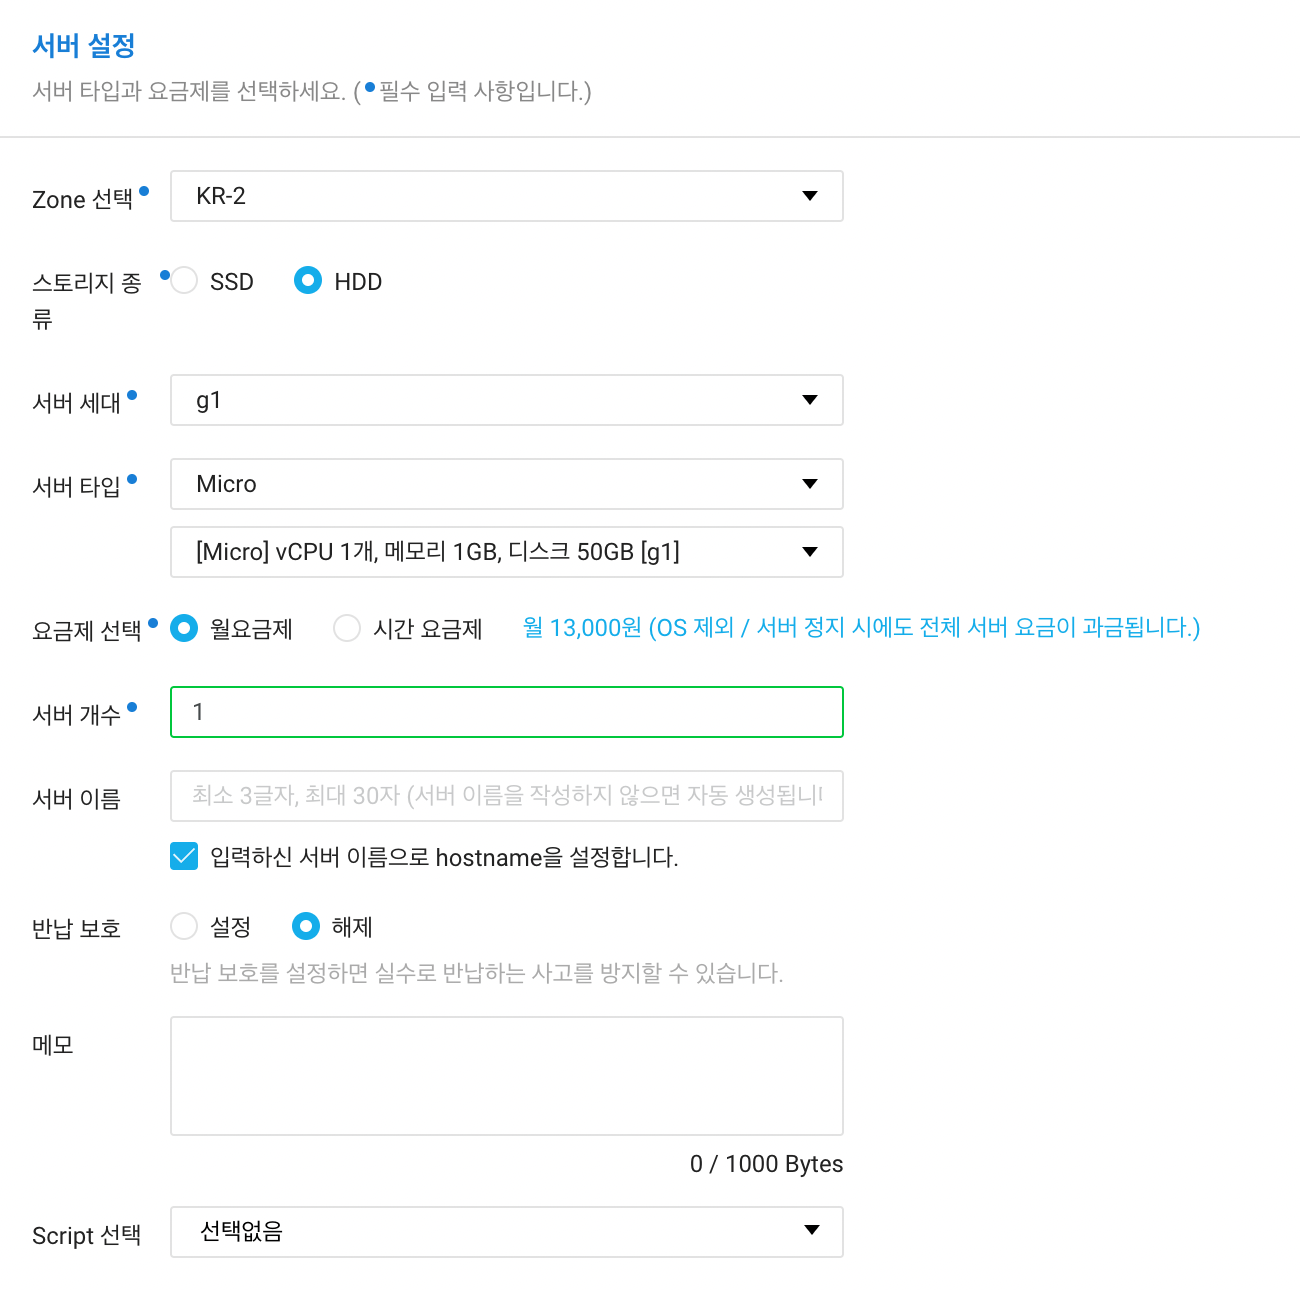 서버 설정
서버 타입과 요금제를 선택하세요. (•필수 입력 사항입니다.)
Zone 선택• KR-2
스토리지 종류• SSD HDD
서버 세대• g1
서버 타입• Micro
[Micro] vCPU 1개, 메모리 1GB, 디스크 50GB [g1]
요금제 선택• 월요금제 시간 요금제 월 13,000원 (OS 제외 / 서버 정지 시에도 전체 서버 요금이 과금됩니다.)
서버 개수• 1
서버 이름 최소 3글자, 최대 30자 (서버 이름을 작성하지 않으면 자동 생성됩니
입력하신 서버 이름으로 hostname을 설정합니다.
반납 보호 설정 해제
반납 보호를 설정하면 실수로 반납하는 사고를 방지할 수 있습니다.
메모
0 / 1000 Bytes
Script 선택 선택없음